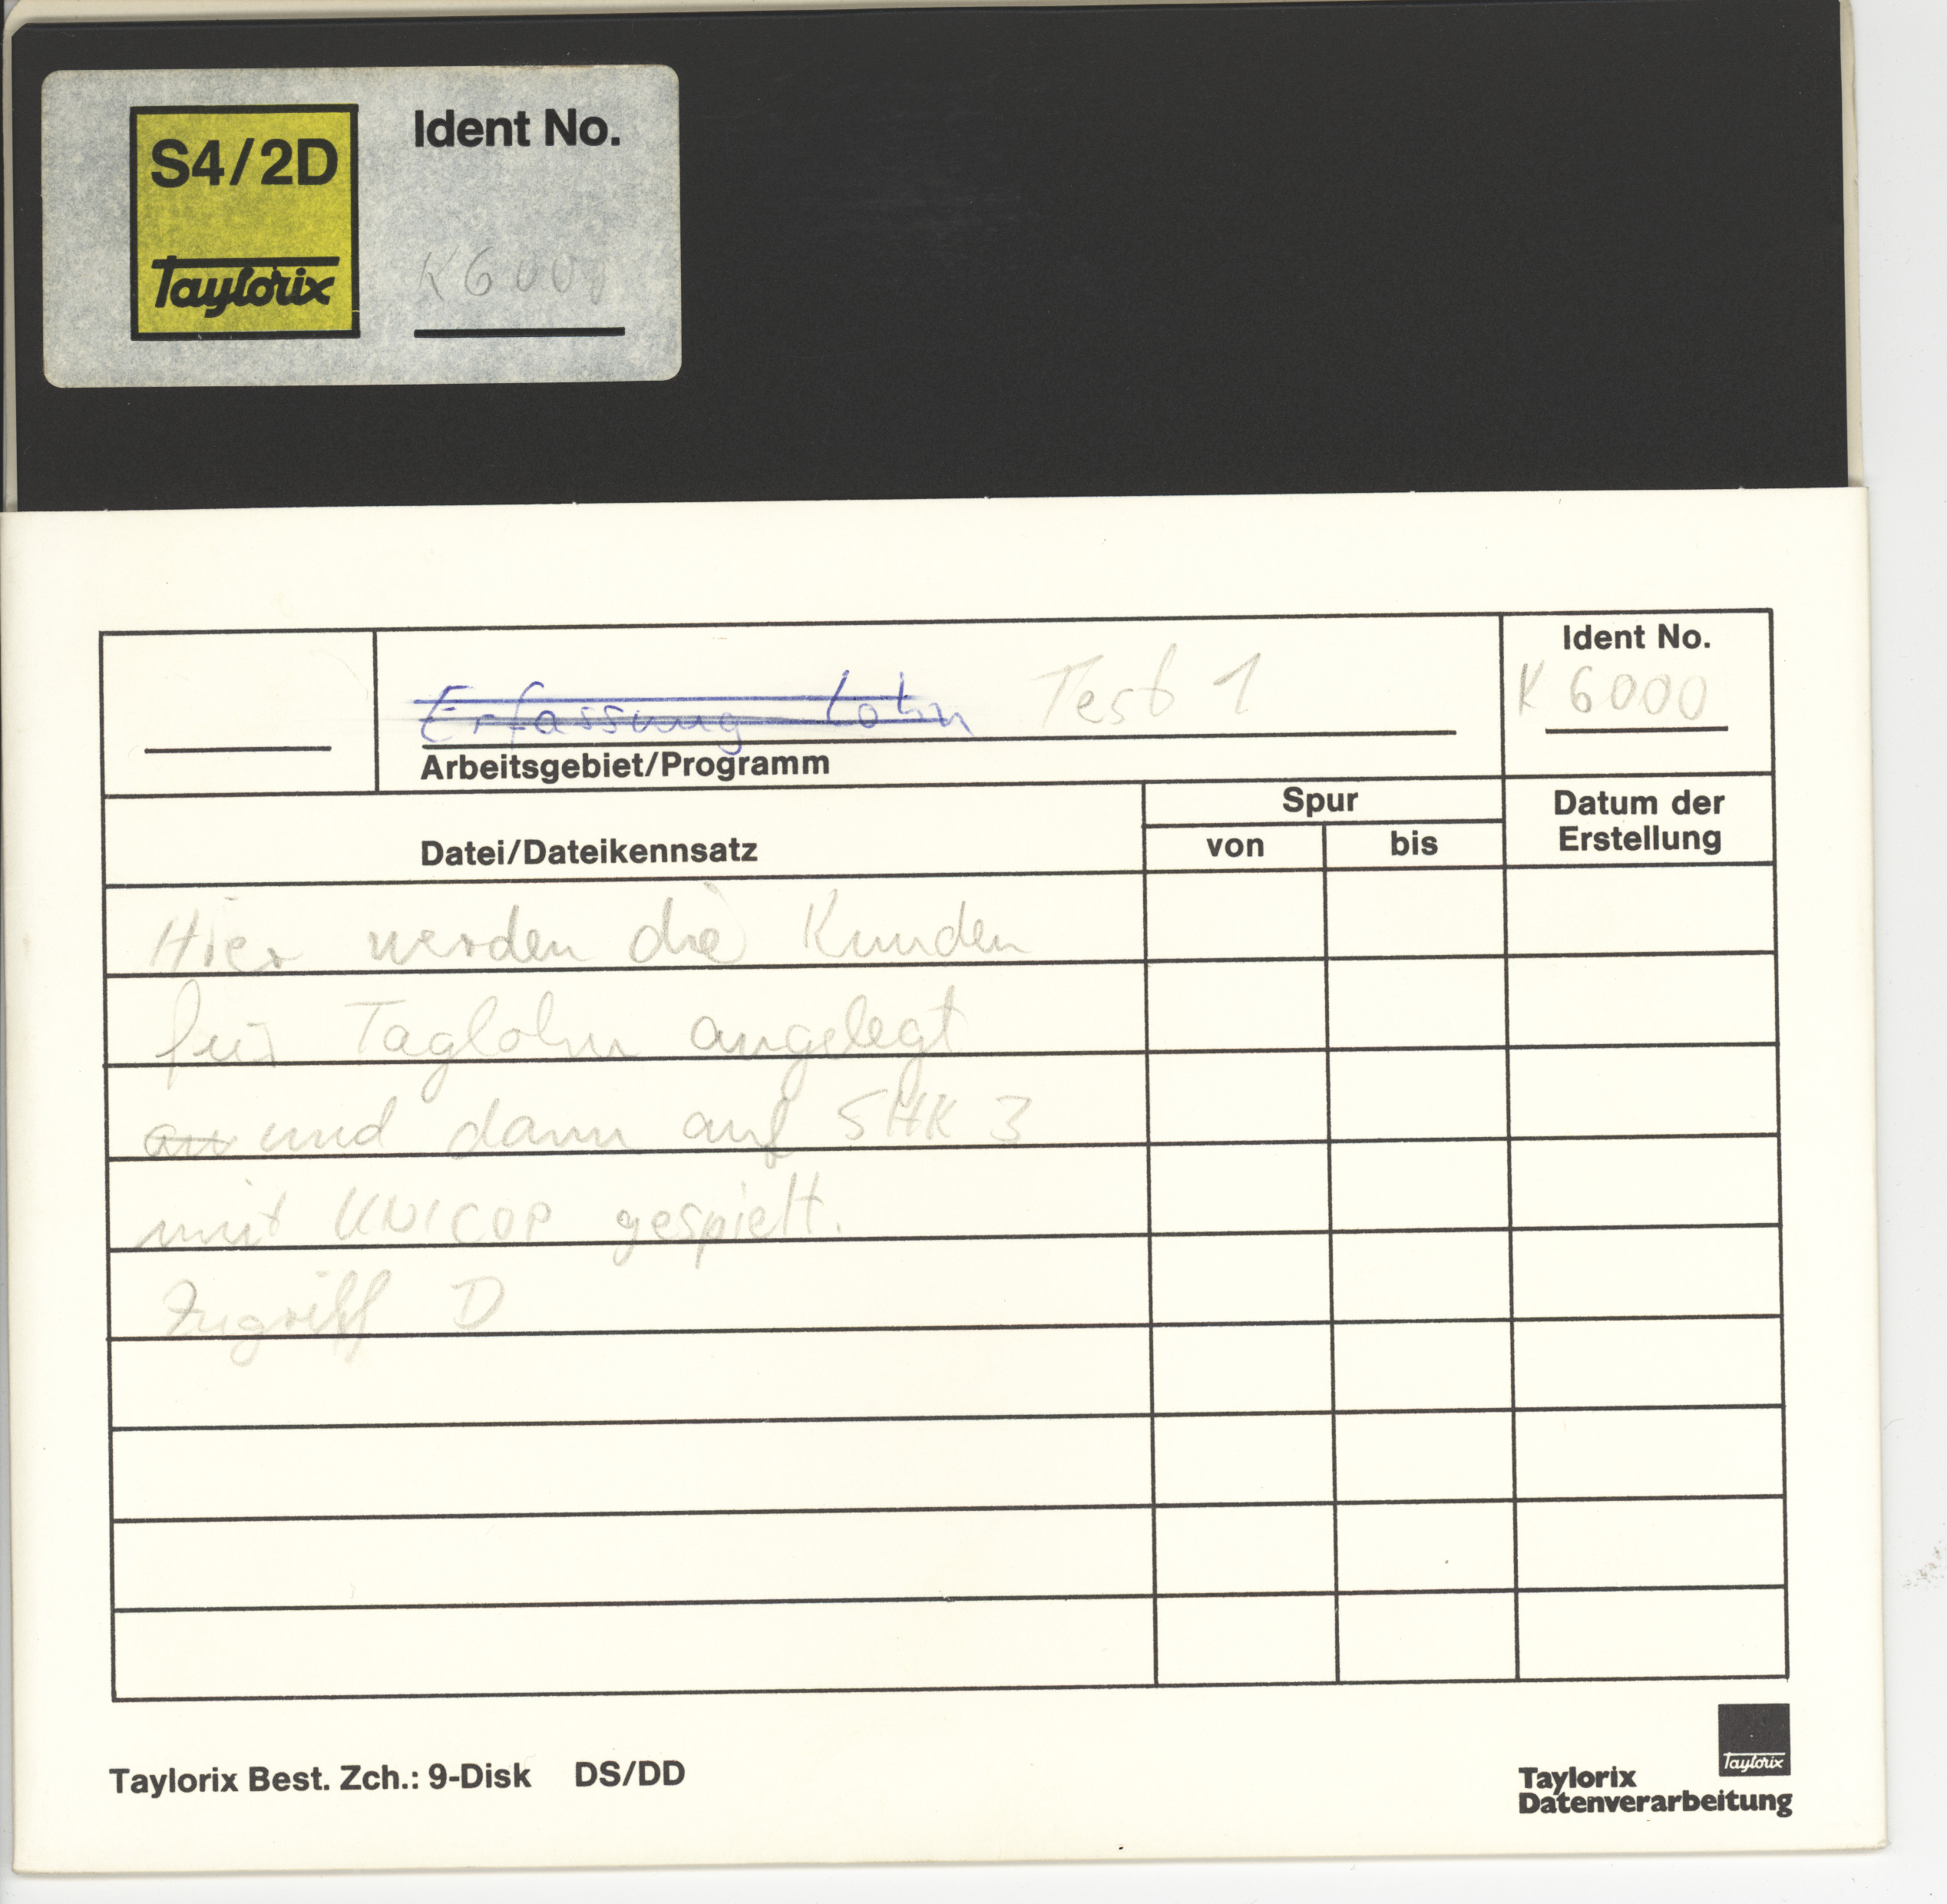 S4/2D
Ident No.
Taylorix
K6000
Erfassung Lohn Test 1
Ident No.
K 6000
Arbeitsgebiet/Programm
Datei/Dateikennsatz
Spur
von
bis
Datum der
Erstellung
Hier werden die Kunden
für Taglohn angelegt
an und dann auf SHK 3
mit UNICOP gespielt.
Zugriff D
Taylorix Best. Zch.: 9-Disk DS/DD
Taylorix
Taylorix
Datenverarbeitung